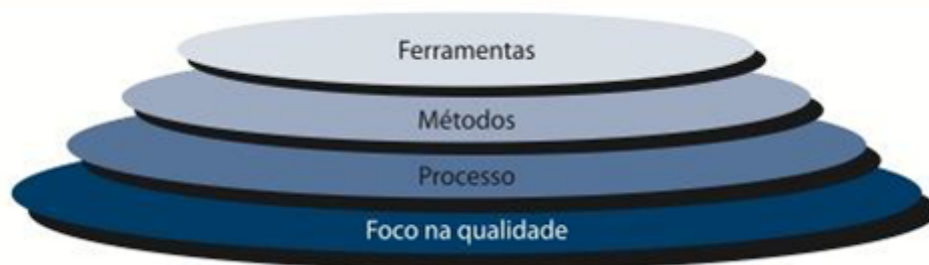 Ferramentas
Métodos
Processo
Foco na qualidade